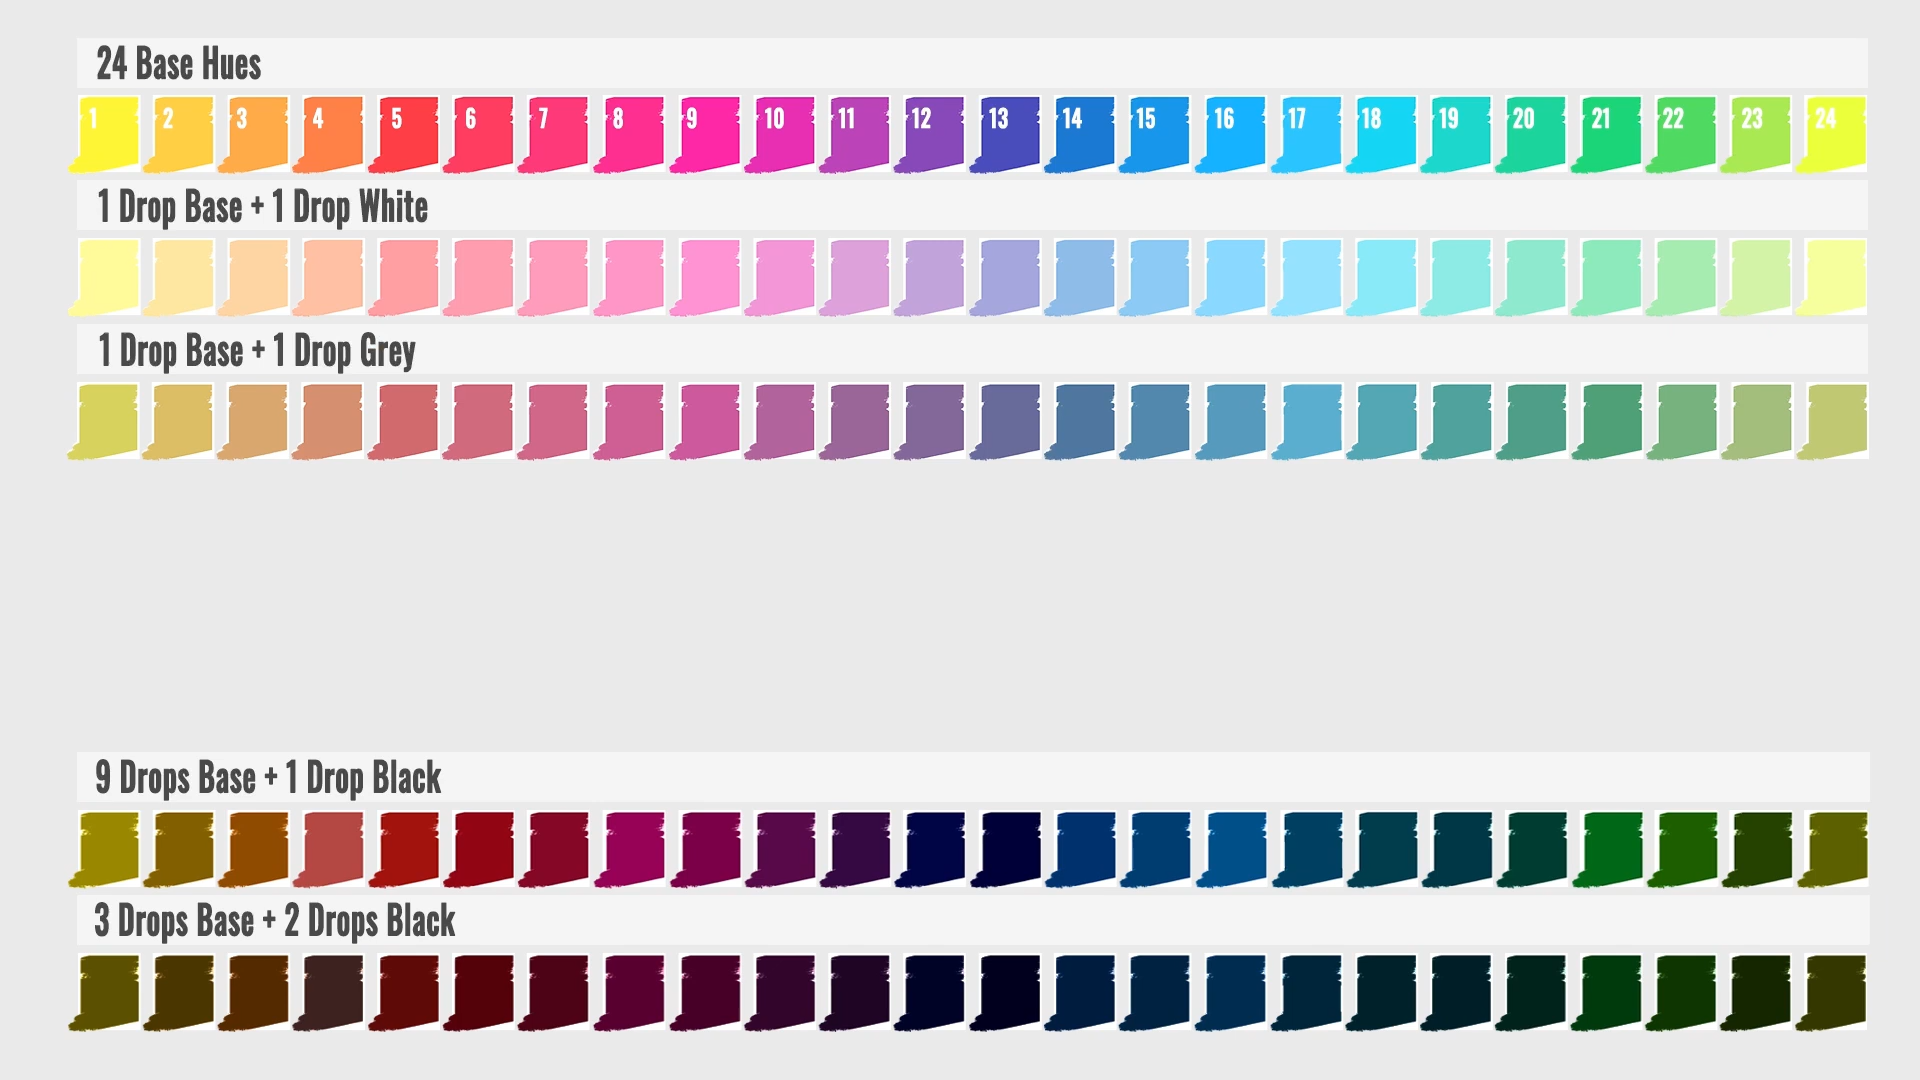 24 Base Hues
1 2 3 4 5 6 7 8 9 10 11 12 13 14 15 16 17 18 19 20 21 22 23 24
1 Drop Base + 1 Drop White
1 Drop Base + 1 Drop Grey
9 Drops Base + 1 Drop Black
3 Drops Base + 2 Drops Black